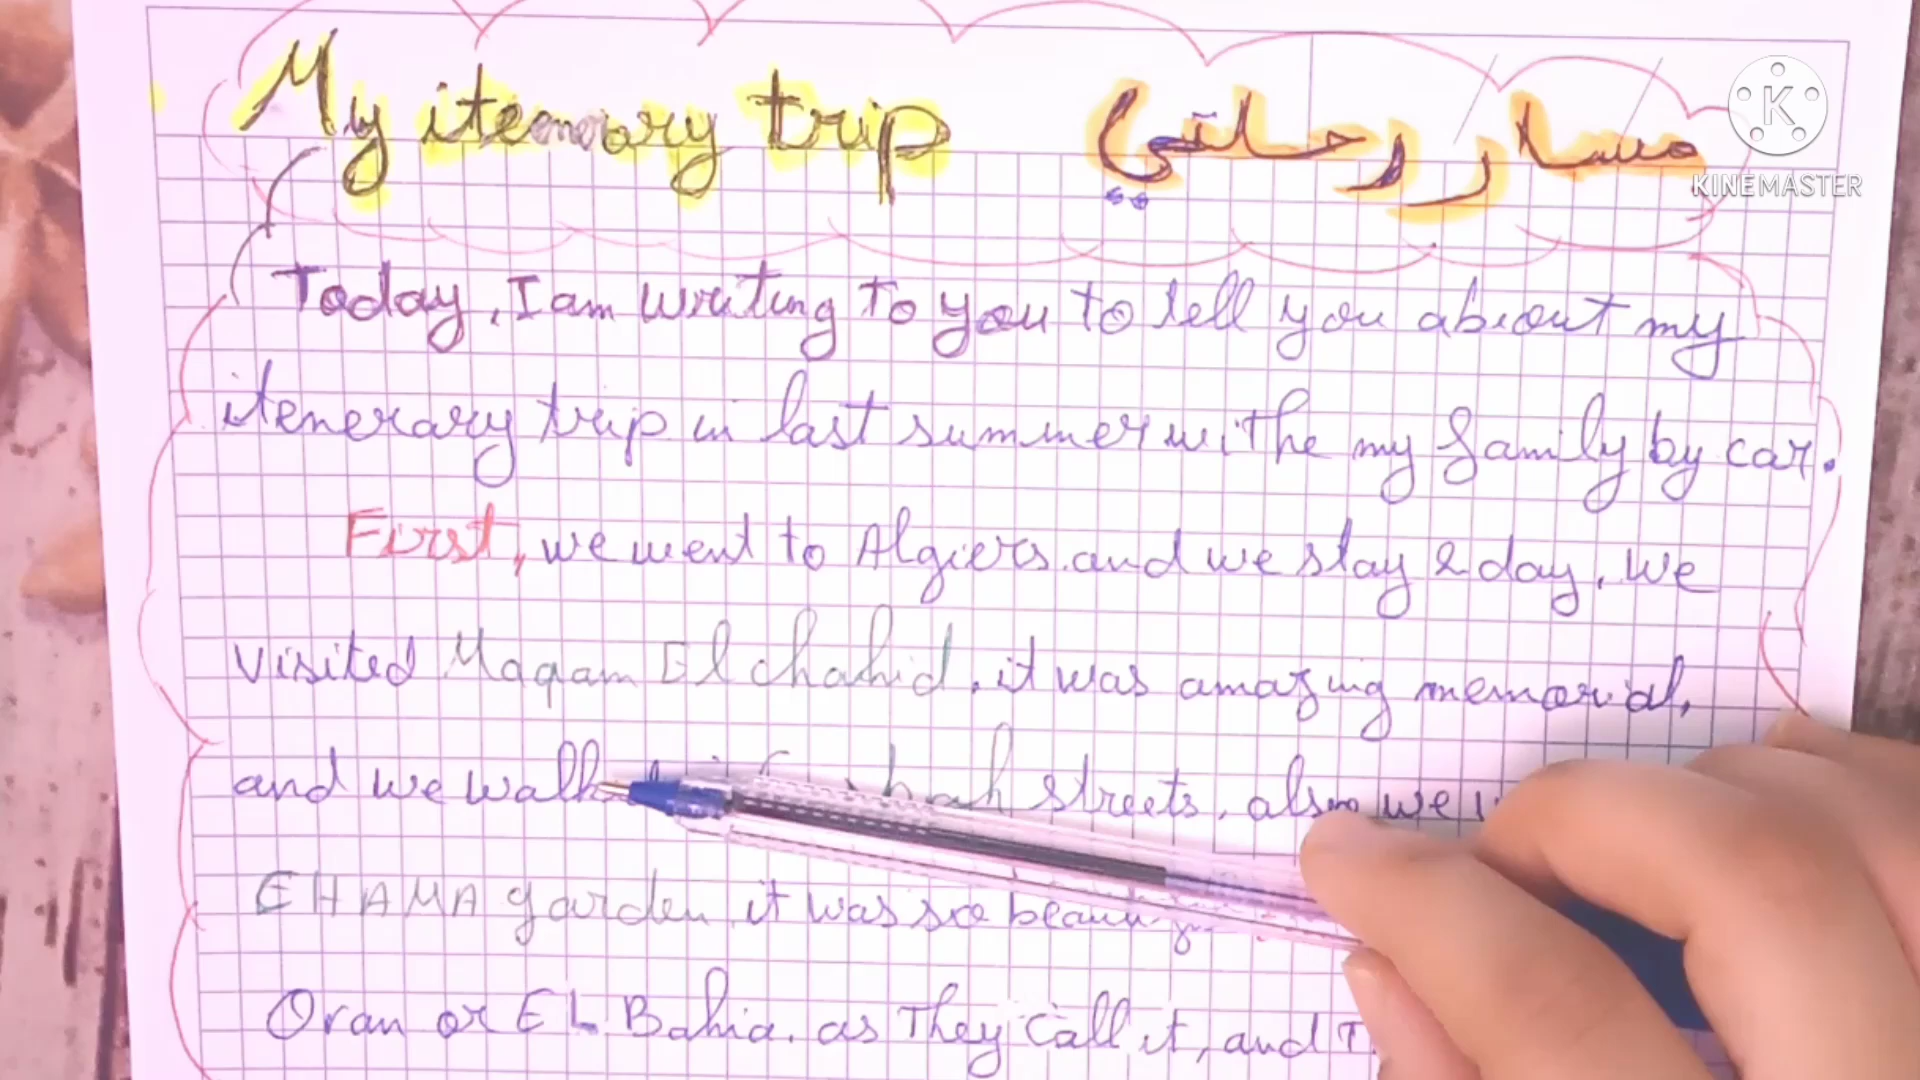 My itemerary trip مسار رحلتي
KINEMASTER
Today, I am writing to you to tell you about my
itenerary trip in last summer withe my family by car.
First, we went to Algiers. and we stay 2 day. We
visited Maqam El chahid. it was amazing memorial,
and we walk streets. also we
EHAMA garden it was so
Oran or EL Bahia. as They call it, and